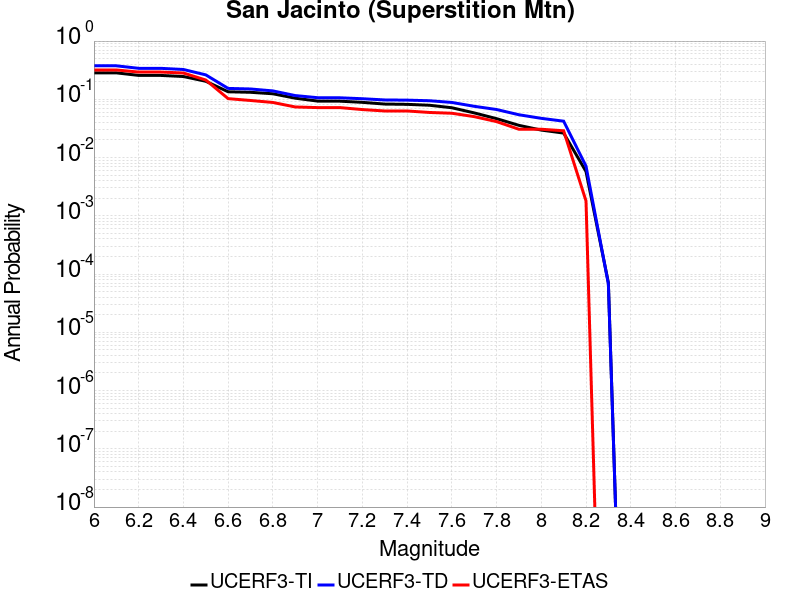 San Jacinto (Superstition Mtn)
10^0
10^-1
10^-2
10^-3
10^-4
10^-5
10^-6
10^-7
10^-8
Annual Probability
6 6.2 6.4 6.6 6.8 7 7.2 7.4 7.6 7.8 8 8.2 8.4 8.6 8.8 9
Magnitude
UCERF3-TI UCERF3-TD UCERF3-ETAS